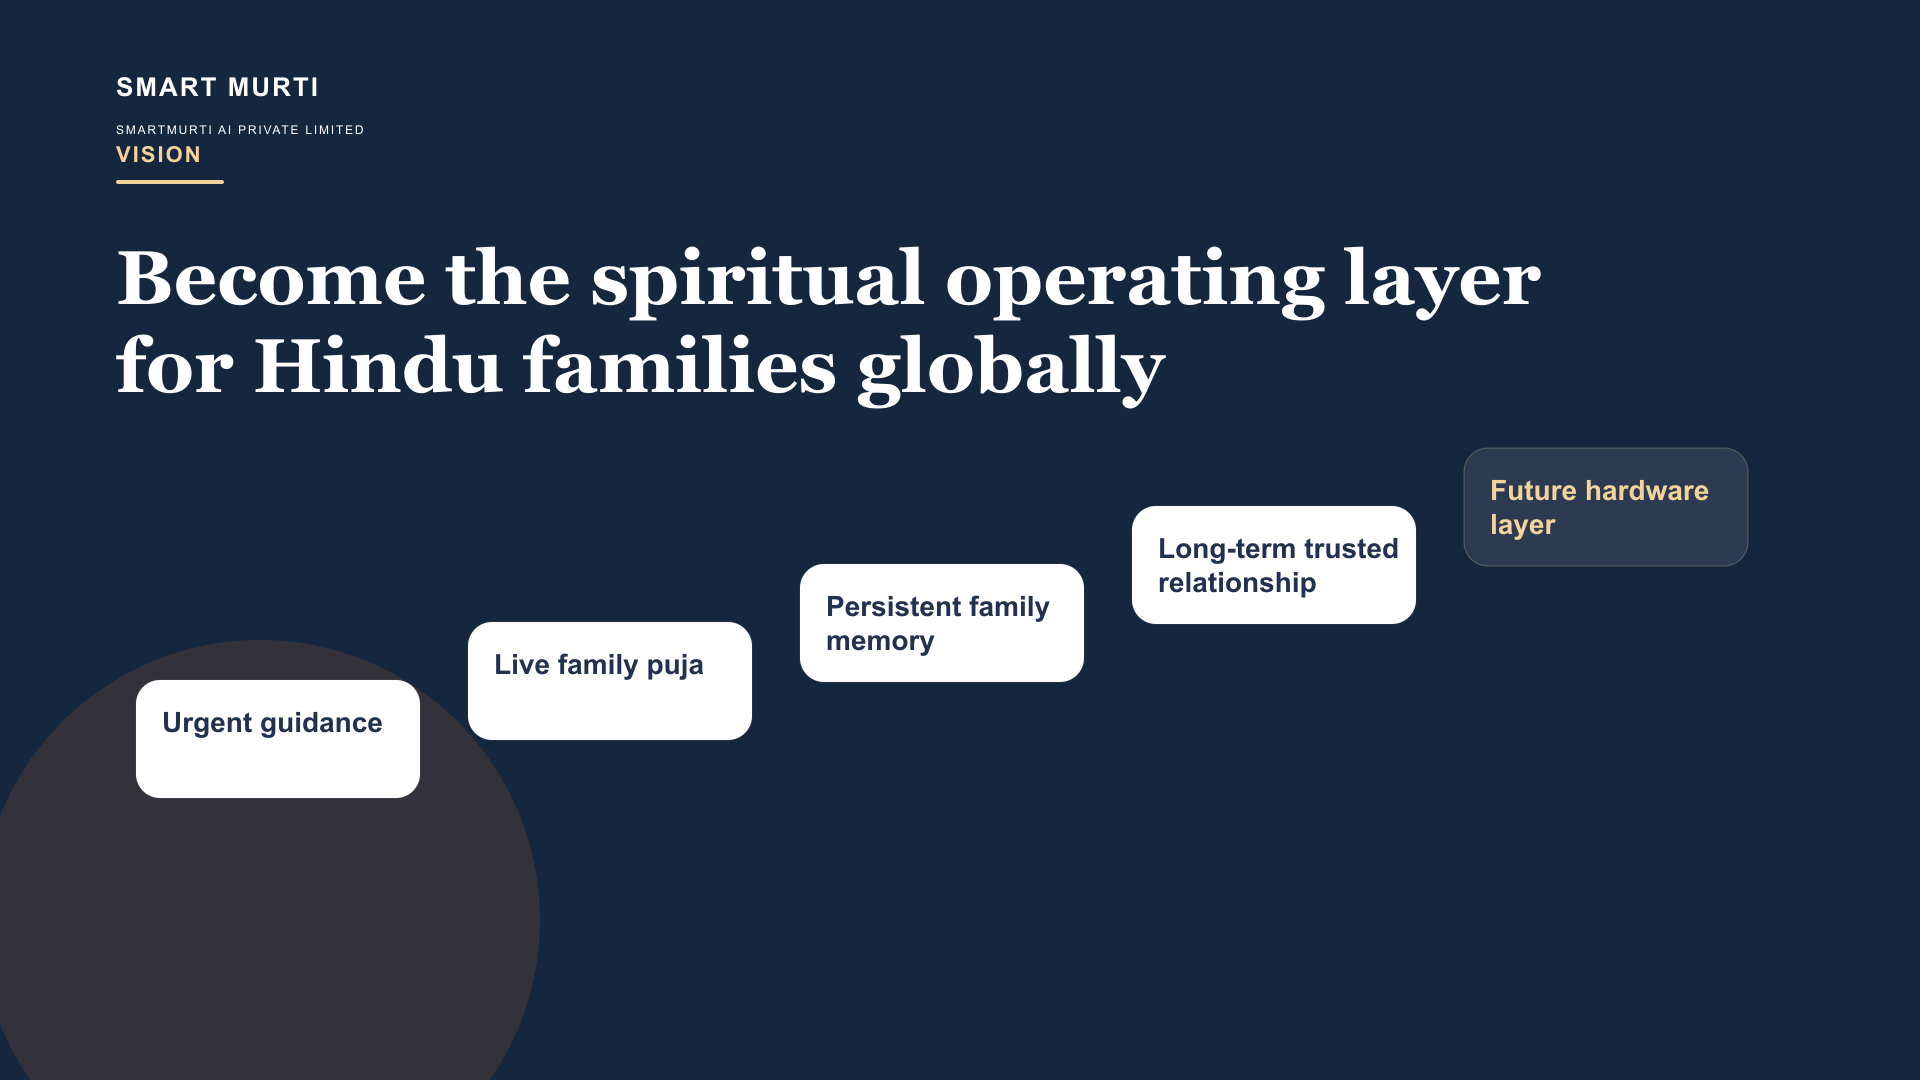 SMART MURTI
SMARTMURTI AI PRIVATE LIMITED
VISION
Become the spiritual operating layer
for Hindu families globally
Urgent guidance
Live family puja
Persistent family
memory
Long-term trusted
relationship
Future hardware
layer